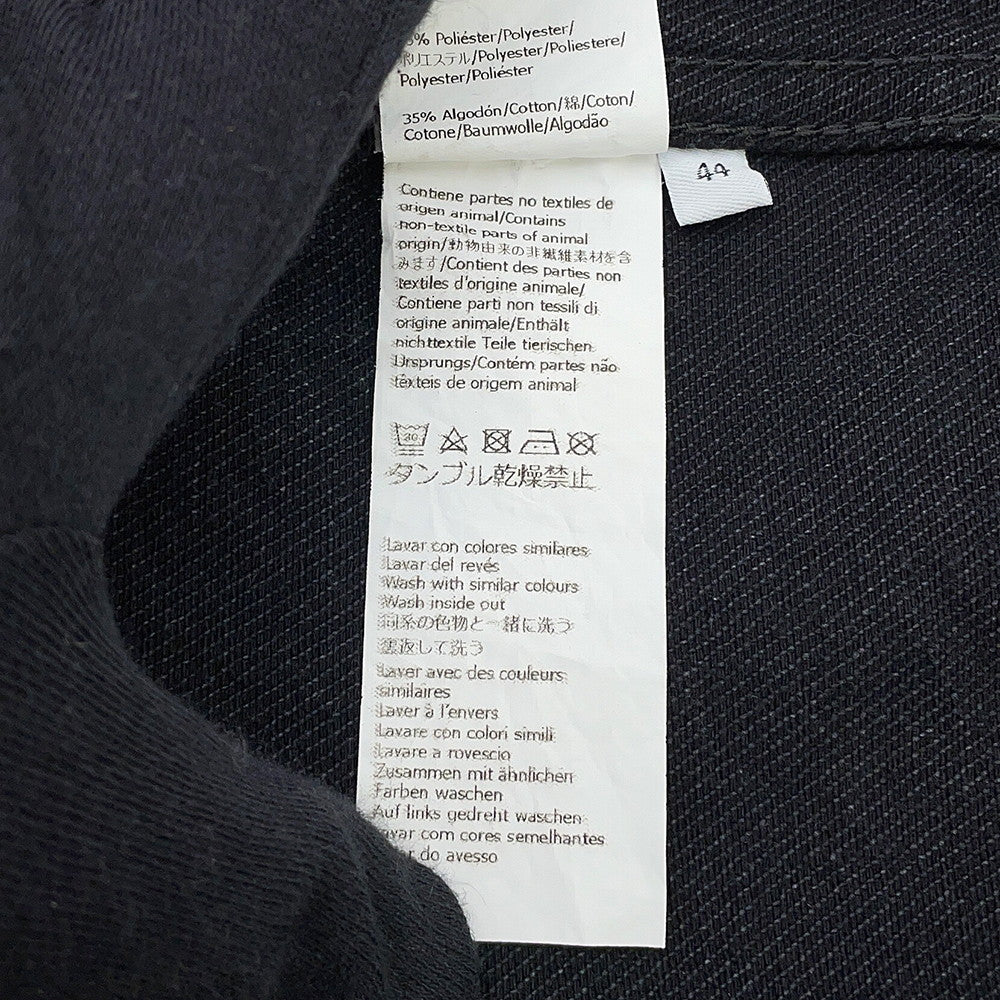 5% Poliéster/Polyester/
ポリエステル/Polyester/Poliestere/
Polyester/Poliéster
35% Algodón/Cotton/綿/Coton/
Cotone/Baumwolle/Algodão
44
Contiene partes no textiles de
origen animal/Contains
non-textile parts of animal
origin/動物由来の非繊維素材を含
みます/Contient des parties non
textiles d'origine animale/
Contiene parti non tessili di
origine animale/Enthält
nichttextile Teile tierischen
Ursprungs/Contém partes não
têxteis de origem animal
30
タンブル乾燥禁止
Lavar con colores similares
Lavar del revés
Wash with similar colours
Wash inside out
同系の色物と一緒に洗う
裏返して洗う
Laver avec des couleurs
similaires
Laver à l'envers
Lavare con colori simili
Lavare a rovescio
Zusammen mit ähnlichen
Farben waschen
Auf links gedreht waschen
avar com cores semelhantes
do avesso